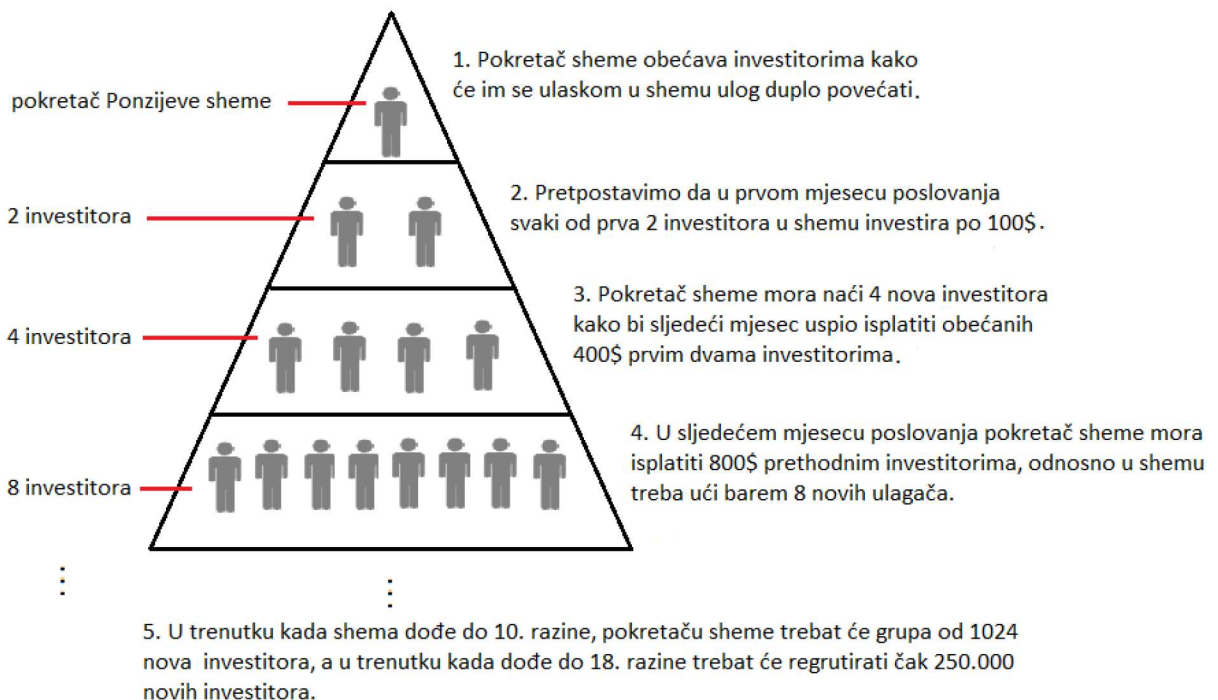 1. Pokretač sheme obećava investitorima kako
će im se ulaskom u shemu ulog duplo povećati.
pokretač Ponzijeve sheme
2. Pretpostavimo da u prvom mjesecu poslovanja
svaki od prva 2 investitora u shemu investira po 100$.
2 investitora
3. Pokretač sheme mora naći 4 nova investitora
kako bi sljedeći mjesec uspio isplatiti obećanih
400$ prvim dvama investitorima.
4 investitora
4. U sljedećem mjesecu poslovanja pokretač sheme mora
isplatiti 800$ prethodnim investitorima, odnosno u shemu
treba ući barem 8 novih ulagača.
8 investitora
5. U trenutku kada shema dođe do 10. razine, pokretaču sheme trebat će grupa od 1024
nova investitora, a u trenutku kada dođe do 18. razine trebat će regrutirati čak 250.000
novih investitora.